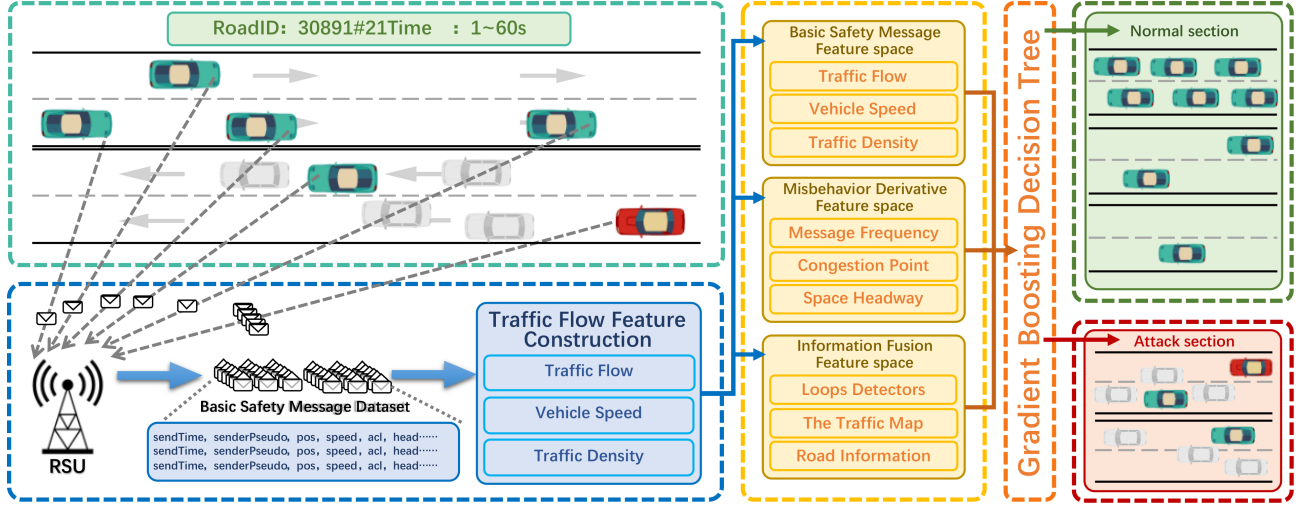 RoadID：30891#21Time ：1~60s
RSU
Basic Safety Message Dataset
sendTime, senderPseudo, pos, speed, acl, head……
sendTime, senderPseudo, pos, speed, acl, head……
sendTime, senderPseudo, pos, speed, acl, head……
Traffic Flow Feature
Construction
Traffic Flow
Vehicle Speed
Traffic Density
Basic Safety Message
Feature space
Traffic Flow
Vehicle Speed
Traffic Density
Misbehavior Derivative
Feature space
Message Frequency
Congestion Point
Space Headway
Information Fusion
Feature space
Loops Detectors
The Traffic Map
Road Information
Gradient Boosting Decision Tree
Normal section
Attack section